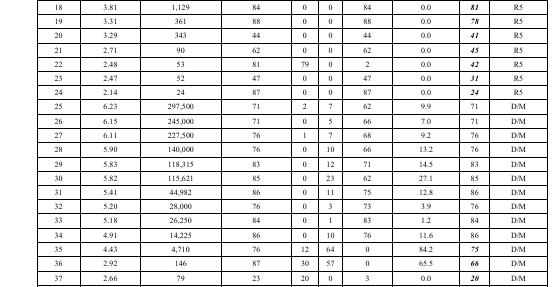 18 3.81 1,129 84 0 0 84 0.0 81 R5
19 3.31 361 88 0 0 88 0.0 78 R5
20 3.29 343 44 0 0 44 0.0 41 R5
21 2.71 90 62 0 0 62 0.0 45 R5
22 2.48 53 81 79 0 2 0.0 42 R5
23 2.47 52 47 0 0 47 0.0 31 R5
24 2.14 24 87 0 0 87 0.0 24 R5
25 6.23 297,500 71 2 7 62 9.9 71 D/M
26 6.15 245,000 71 0 5 66 7.0 71 D/M
27 6.11 227,500 76 1 7 68 9.2 76 D/M
28 5.90 140,000 76 0 10 66 13.2 76 D/M
29 5.83 118,315 83 0 12 71 14.5 83 D/M
30 5.82 115,621 85 0 23 62 27.1 85 D/M
31 5.41 44,982 86 0 11 75 12.8 86 D/M
32 5.20 28,000 76 0 3 73 3.9 76 D/M
33 5.18 26,250 84 0 1 83 1.2 84 D/M
34 4.91 14,225 86 0 10 76 11.6 86 D/M
35 4.43 4,710 76 12 64 0 84.2 75 D/M
36 2.92 146 87 30 57 0 65.5 66 D/M
37 2.66 79 23 20 0 3 0.0 20 D/M